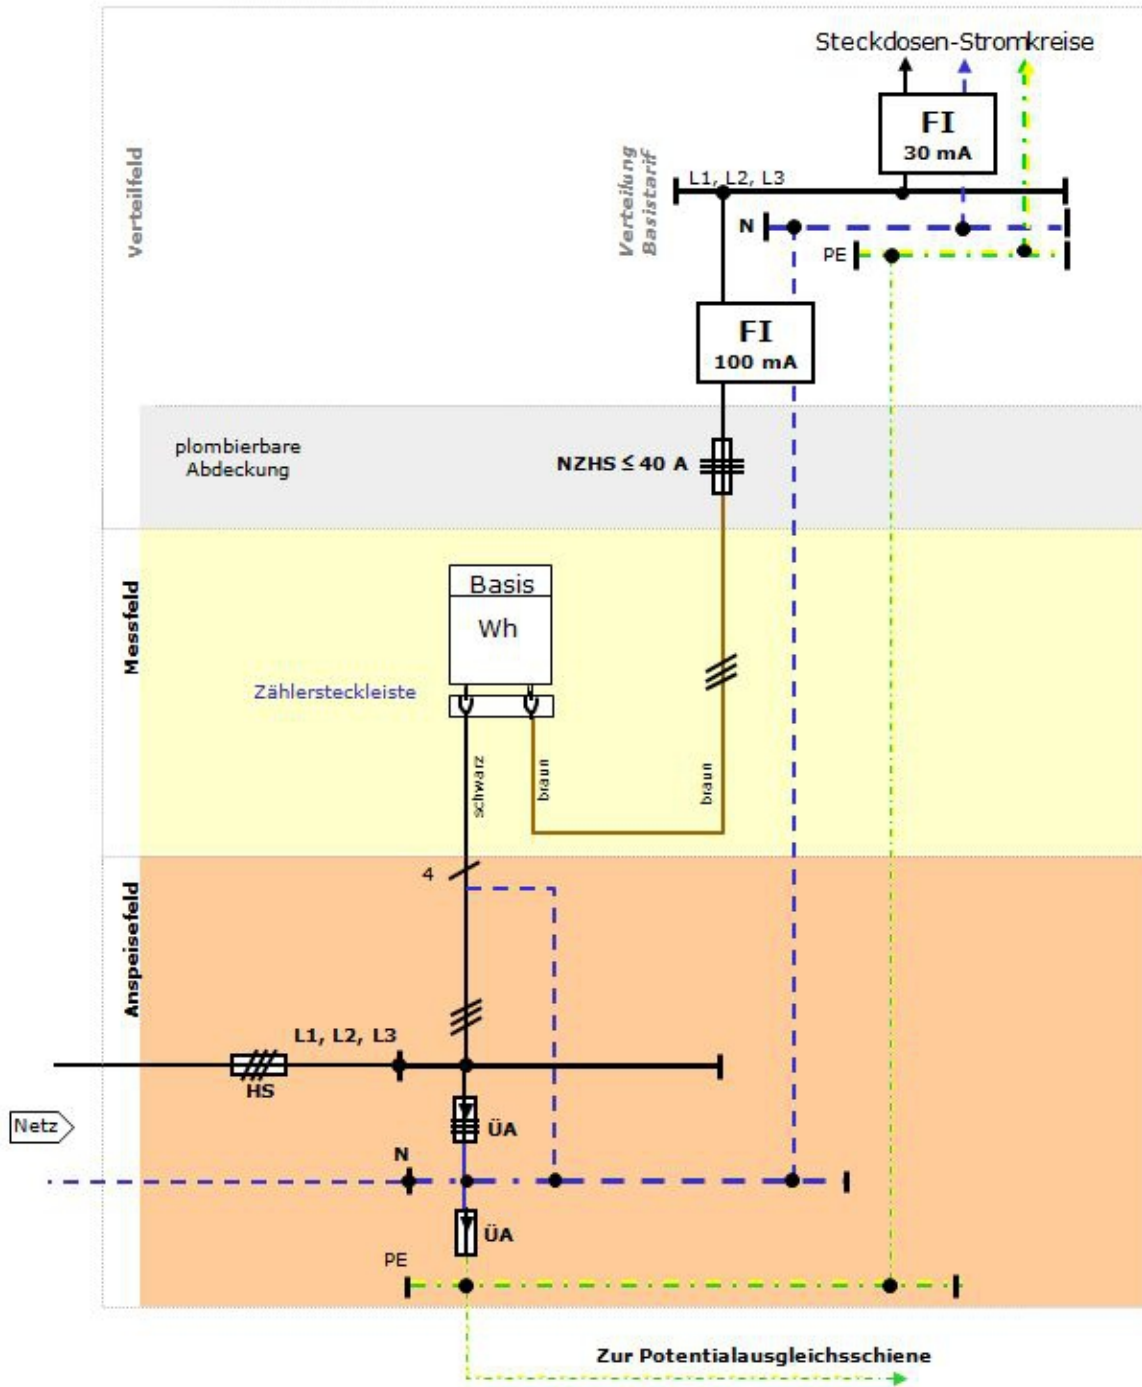 Steckdosen-Stromkreise
FI
30 mA
Verteilfeld
Verteilung
Basistarif
L1, L2, L3
N
PE
FI
100 mA
plombierbare
Abdeckung
NZHS ≤ 40 A
Messfeld
Basis
Wh
Zählersteckleiste
schwarz
braun
braun
4
Anspeisefeld
L1, L2, L3
HS
Netz
ÜA
N
ÜA
PE
Zur Potentialausgleichsschiene